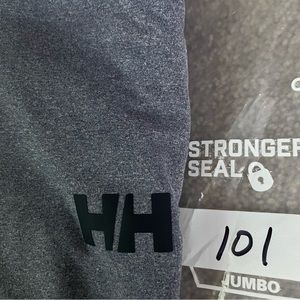 STRONGER
SEAL
HH
101
JUMBO